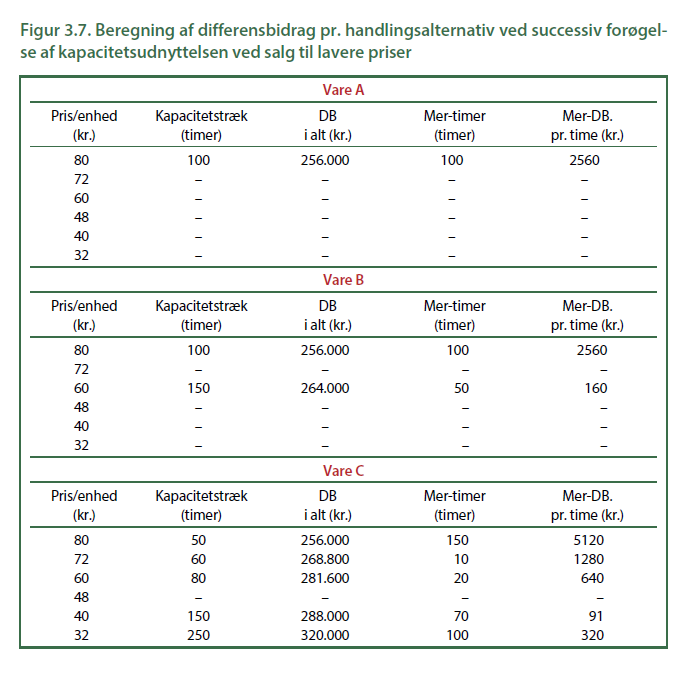 Figur 3.7. Beregning af differensbidrag pr. handlingsalternativ ved successiv forøgel-
se af kapacitetsudnyttelsen ved salg til lavere priser
Vare A
Pris/enhed Kapacitetstræk DB Mer-timer Mer-DB.
(kr.) (timer) i alt (kr.) (timer) pr. time (kr.)
80 100 256.000 100 2560
72 – – – –
60 – – – –
48 – – – –
40 – – – –
32 – – – –
Vare B
Pris/enhed Kapacitetstræk DB Mer-timer Mer-DB.
(kr.) (timer) i alt (kr.) (timer) pr. time (kr.)
80 100 256.000 100 2560
72 – – – –
60 150 264.000 50 160
48 – – – –
40 – – – –
32 – – – –
Vare C
Pris/enhed Kapacitetstræk DB Mer-timer Mer-DB.
(kr.) (timer) i alt (kr.) (timer) pr. time (kr.)
80 50 256.000 150 5120
72 60 268.800 10 1280
60 80 281.600 20 640
48 – – – –
40 150 288.000 70 91
32 250 320.000 100 320